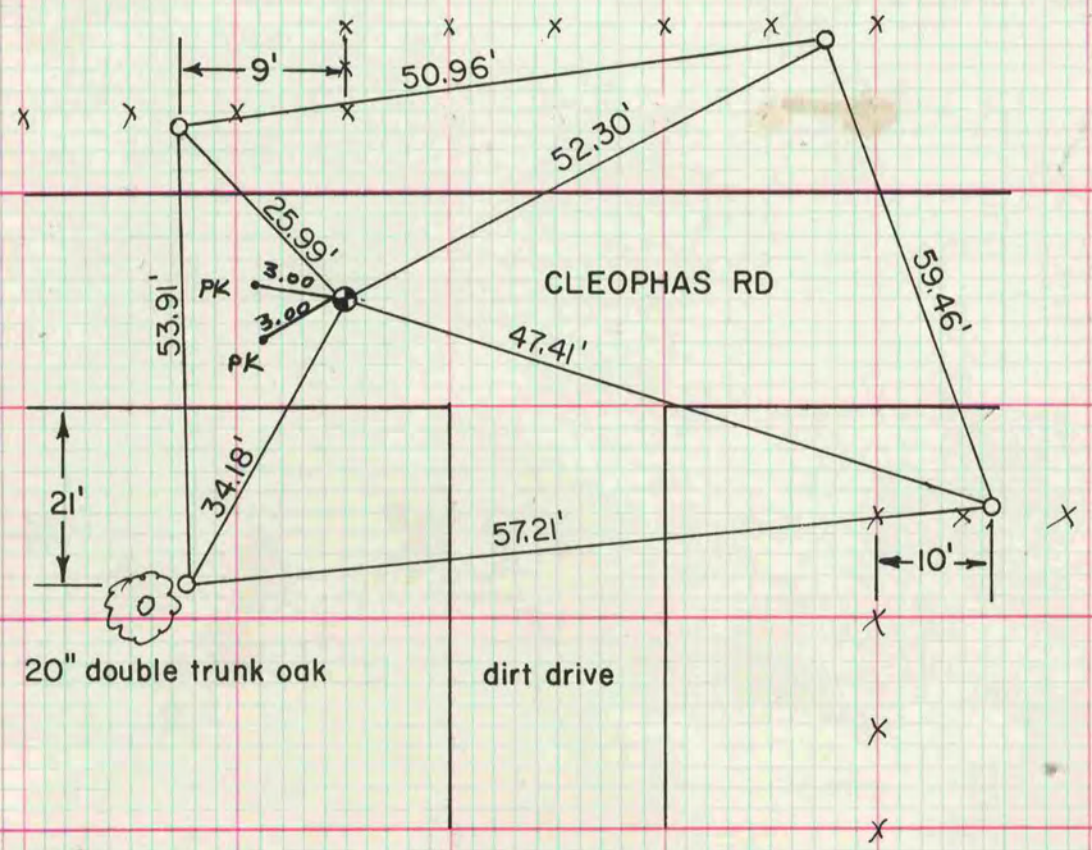 9'
50.96'
52.30'
25.99'
PK 3.00
3.00
PK
53.91'
CLEOPHAS RD
59.46'
47.41'
34.18'
21'
57.21'
10'
20" double trunk oak
dirt drive